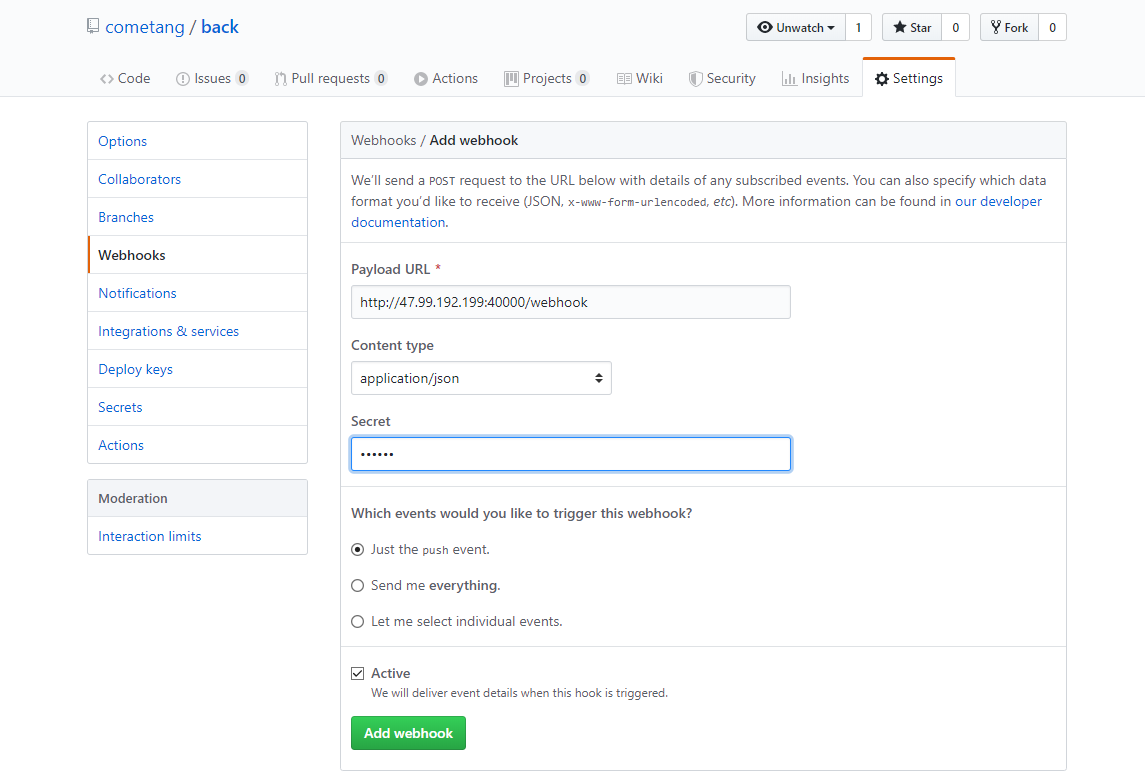 cometang / back
Unwatch 1 Star 0 Fork 0
Code Issues 0 Pull requests 0 Actions Projects 0 Wiki Security Insights Settings
Options
Collaborators
Branches
Webhooks
Notifications
Integrations & services
Deploy keys
Secrets
Actions
Moderation
Interaction limits
Webhooks / Add webhook
We'll send a POST request to the URL below with details of any subscribed events. You can also specify which data
format you'd like to receive (JSON, x-www-form-urlencoded, etc). More information can be found in our developer
documentation.
Payload URL *
http://47.99.192.199:40000/webhook
Content type
application/json
Secret
••••••
Which events would you like to trigger this webhook?
Just the push event.
Send me everything.
Let me select individual events.
Active
We will deliver event details when this hook is triggered.
Add webhook